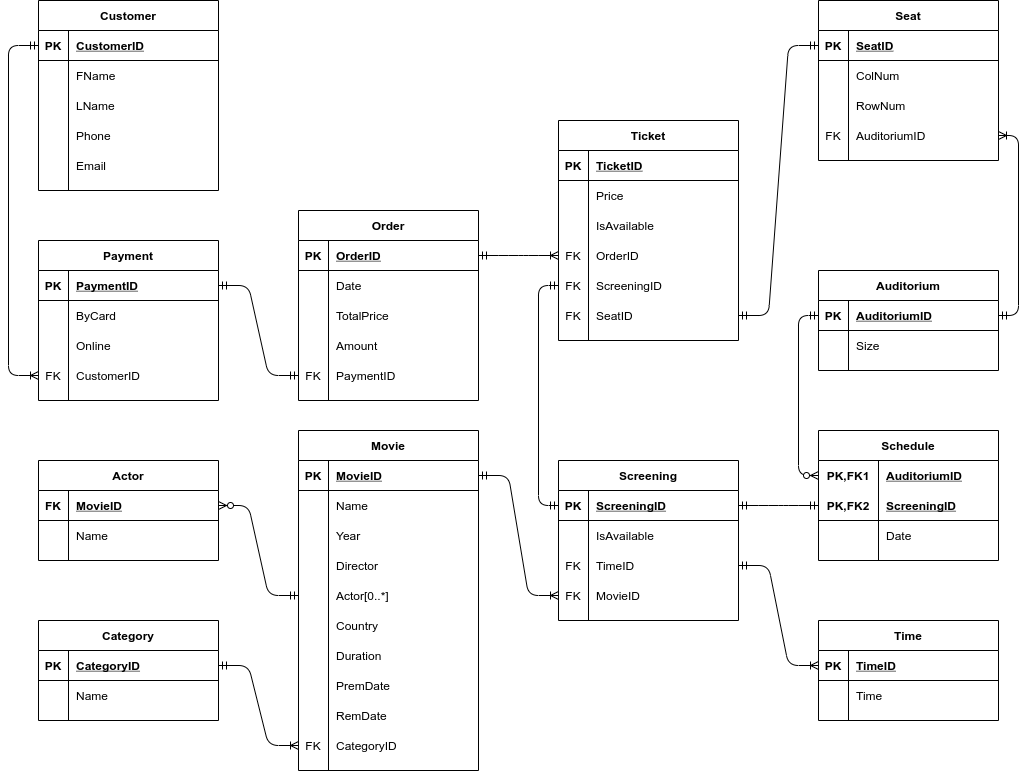 Customer
PK CustomerID
FName
LName
Phone
Email
Payment
PK PaymentID
ByCard
Online
FK CustomerID
Actor
FK MovieID
Name
Category
PK CategoryID
Name
Order
PK OrderID
Date
TotalPrice
Amount
FK PaymentID
Movie
PK MovieID
Name
Year
Director
Actor[0..*]
Country
Duration
PremDate
RemDate
FK CategoryID
Ticket
PK TicketID
Price
IsAvailable
FK OrderID
FK ScreeningID
FK SeatID
Screening
PK ScreeningID
IsAvailable
FK TimeID
FK MovieID
Seat
PK SeatID
ColNum
RowNum
FK AuditoriumID
Auditorium
PK AuditoriumID
Size
Schedule
PK,FK1 AuditoriumID
PK,FK2 ScreeningID
Date
Time
PK TimeID
Time